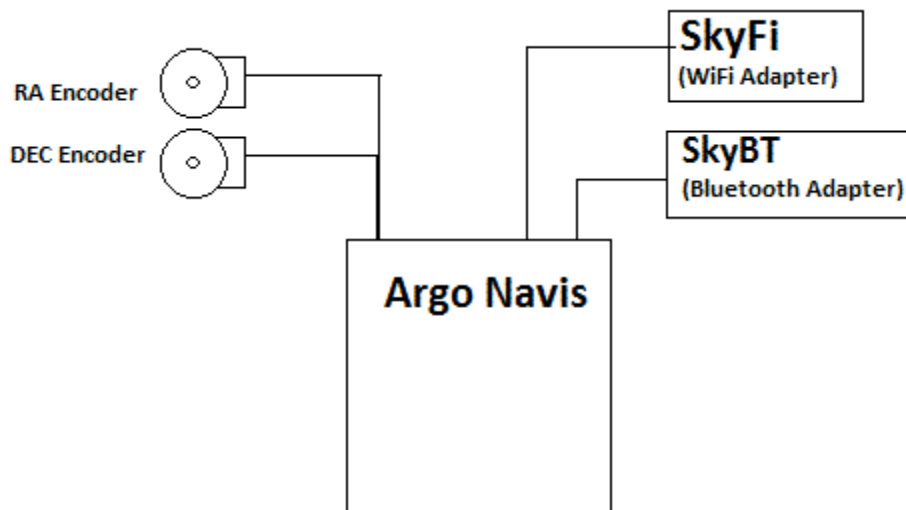 RA Encoder
DEC Encoder
SkyFi
(WiFi Adapter)
SkyBT
(Bluetooth Adapter)
Argo Navis